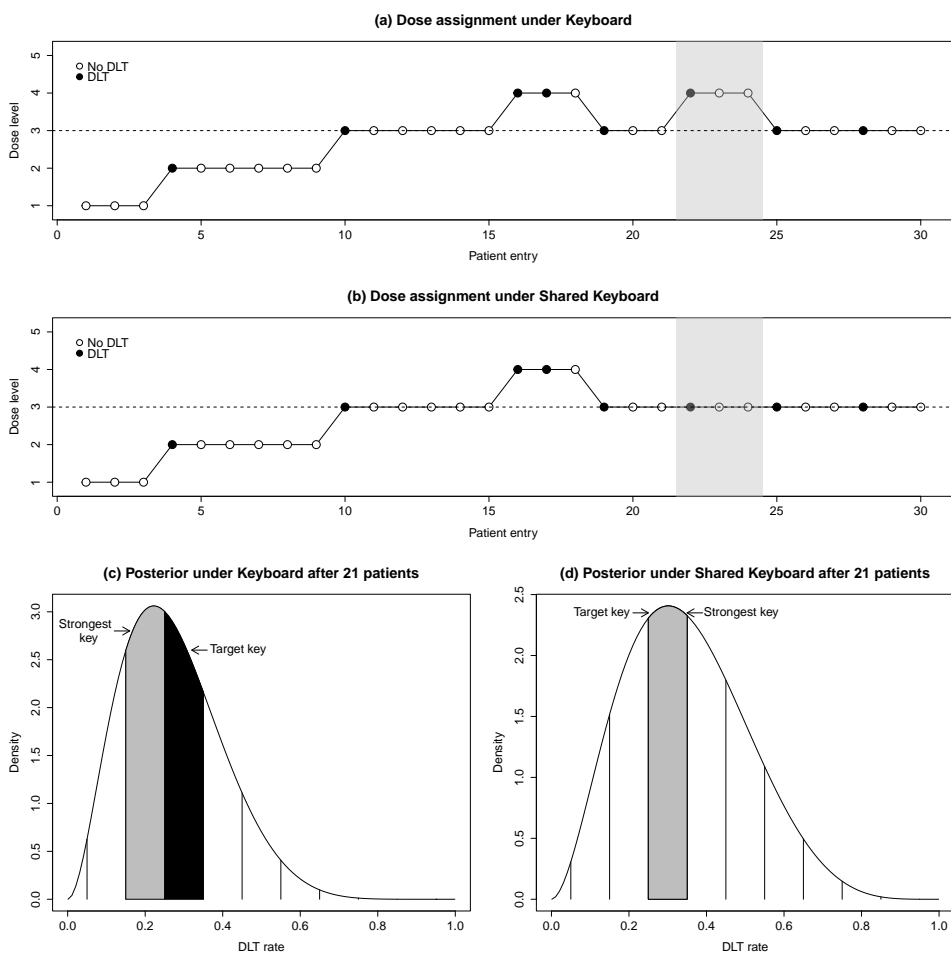 (a) Dose assignment under Keyboard
Dose level
5
4
3
2
1
No DLT
DLT
0 5 10 15 20 25 30
Patient entry
(b) Dose assignment under Shared Keyboard
Dose level
5
4
3
2
1
No DLT
DLT
0 5 10 15 20 25 30
Patient entry
(c) Posterior under Keyboard after 21 patients
Density
3.0
2.5
2.0
1.5
1.0
0.5
0.0
Strongest
key
Target key
0.0 0.2 0.4 0.6 0.8 1.0
DLT rate
(d) Posterior under Shared Keyboard after 21 patients
Density
2.5
2.0
1.5
1.0
0.5
0.0
Target key
Strongest key
0.0 0.2 0.4 0.6 0.8 1.0
DLT rate